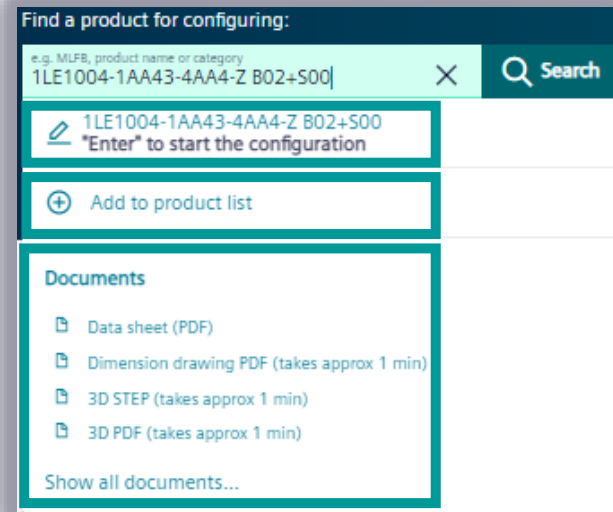 Find a product for configuring:
e.g. MLFB, product name or category
1LE1004-1AA43-4AA4-Z B02+S00
Search
1LE1004-1AA43-4AA4-Z B02+S00
"Enter" to start the configuration
Add to product list
Documents
Data sheet (PDF)
Dimension drawing PDF (takes approx 1 min)
3D STEP (takes approx 1 min)
3D PDF (takes approx 1 min)
Show all documents...